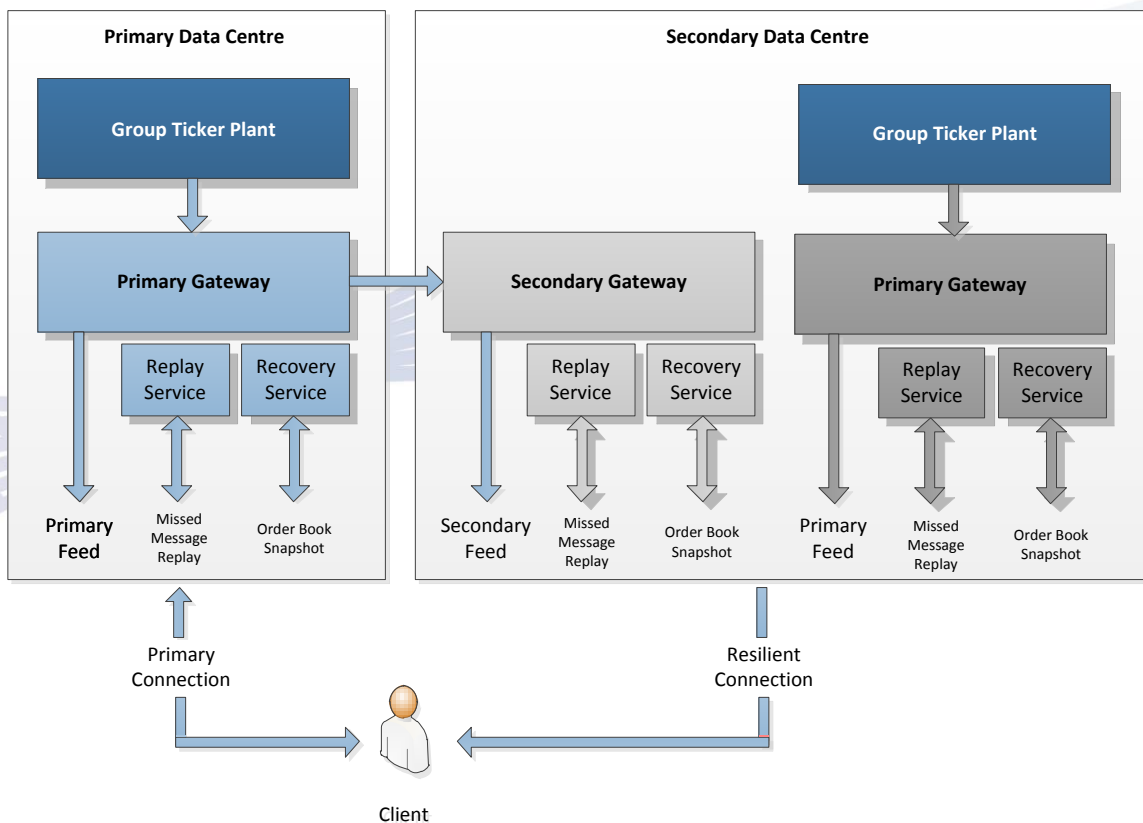 Primary Data Centre
Group Ticker Plant
Primary Gateway
Replay
Service
Recovery
Service
Primary
Feed
Missed
Message
Replay
Order Book
Snapshot
Secondary Data Centre
Group Ticker Plant
Secondary Gateway
Replay
Service
Recovery
Service
Secondary
Feed
Missed
Message
Replay
Order Book
Snapshot
Primary Gateway
Replay
Service
Recovery
Service
Primary
Feed
Missed
Message
Replay
Order Book
Snapshot
Primary
Connection
Resilient
Connection
Client